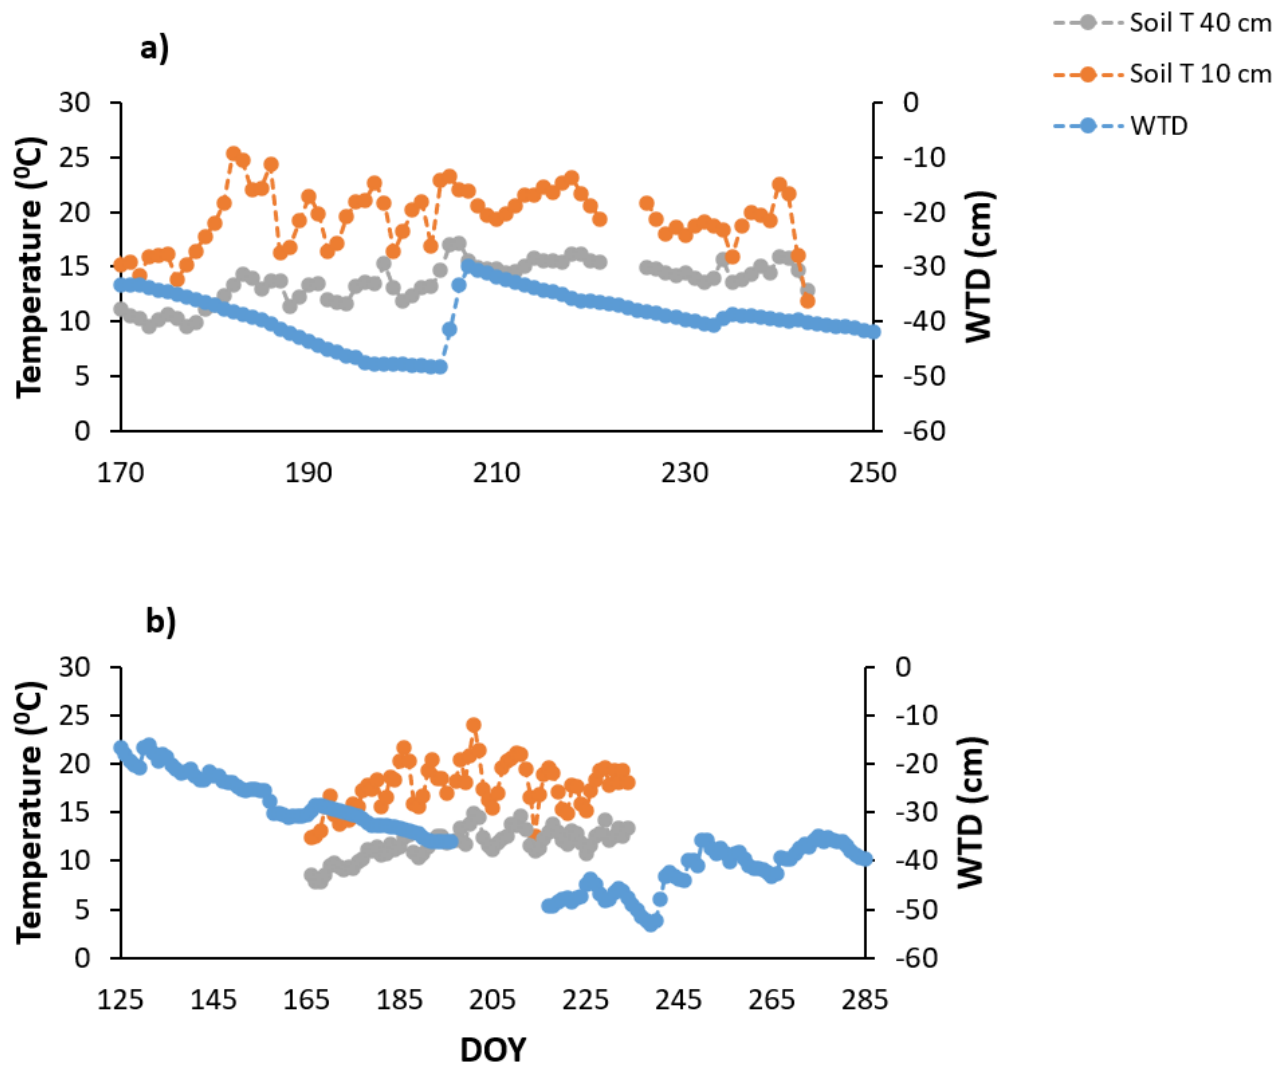 Soil T 40 cm
a)
Soil T 10 cm
WTD
30 0
25 -10
20 -20
15 -30
10 -40
5 -50
0 -60
Temperature (⁰C)
WTD (cm)
170 190 210 230 250
b)
30 0
25 -10
20 -20
15 -30
10 -40
5 -50
0 -60
Temperature (⁰C)
WTD (cm)
125 145 165 185 205 225 245 265 285
DOY